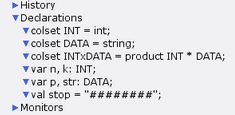 History
Declarations
colset INT = int;
colset DATA = string;
colset INTxDATA = product INT * DATA;
var n, k: INT;
var p, str: DATA;
val stop = "########";
Monitors